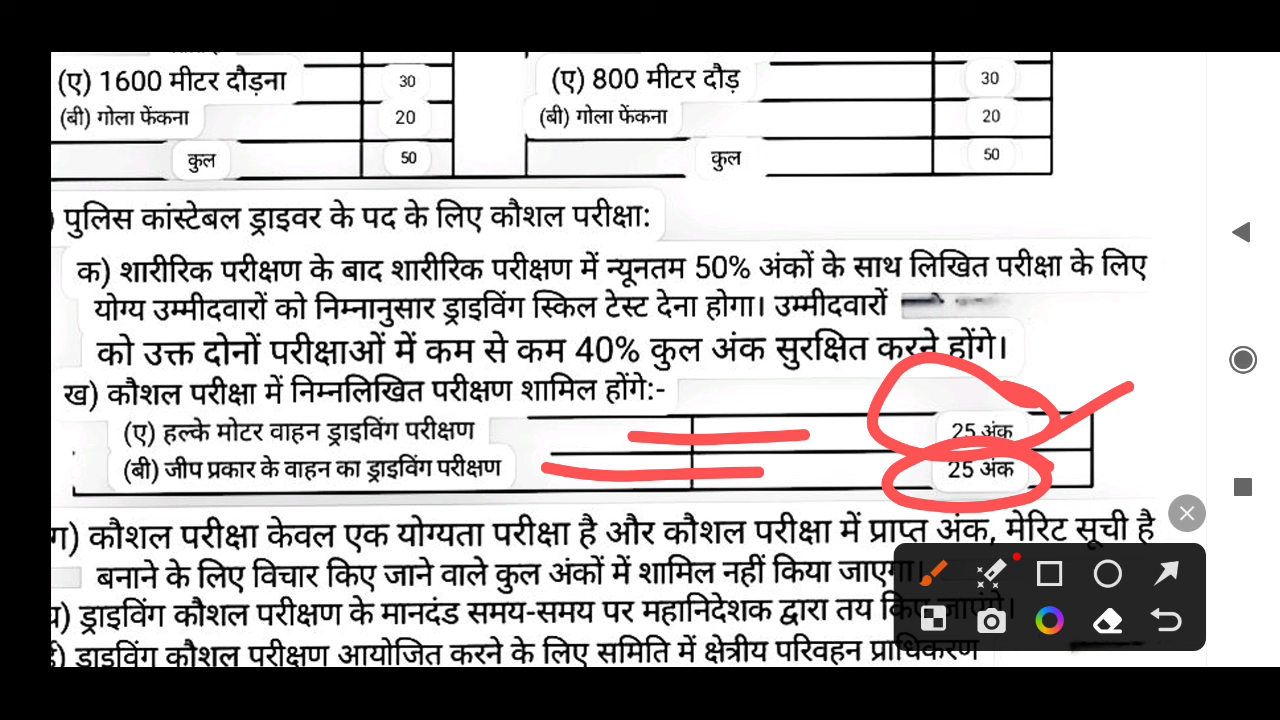 (ए) 1600 मीटर दौड़ना 30 (ए) 800 मीटर दौड़ 30
(बी) गोला फेंकना 20 (बी) गोला फेंकना 20
कुल 50 कुल 50
) पुलिस कांस्टेबल ड्राइवर के पद के लिए कौशल परीक्षा:
क) शारीरिक परीक्षण के बाद शारीरिक परीक्षण में न्यूनतम 50% अंकों के साथ लिखित परीक्षा के लिए
योग्य उम्मीदवारों को निम्नानुसार ड्राइविंग स्किल टेस्ट देना होगा। उम्मीदवारों
को उक्त दोनों परीक्षाओं में कम से कम 40% कुल अंक सुरक्षित करने होंगे।
ख) कौशल परीक्षा में निम्नलिखित परीक्षण शामिल होंगे:-
(ए) हल्के मोटर वाहन ड्राइविंग परीक्षण 25 अंक
(बी) जीप प्रकार के वाहन का ड्राइविंग परीक्षण 25 अंक
ग) कौशल परीक्षा केवल एक योग्यता परीक्षा है और कौशल परीक्षा में प्राप्त अंक, मेरिट सूची है
बनाने के लिए विचार किए जाने वाले कुल अंकों में शामिल नहीं किया जाएगा।
) ड्राइविंग कौशल परीक्षण के मानदंड समय-समय पर महानिदेशक द्वारा तय किए जाएंगे।
) ड्राइविंग कौशल परीक्षण आयोजित करने के लिए समिति में क्षेत्रीय परिवहन प्राधिकरण